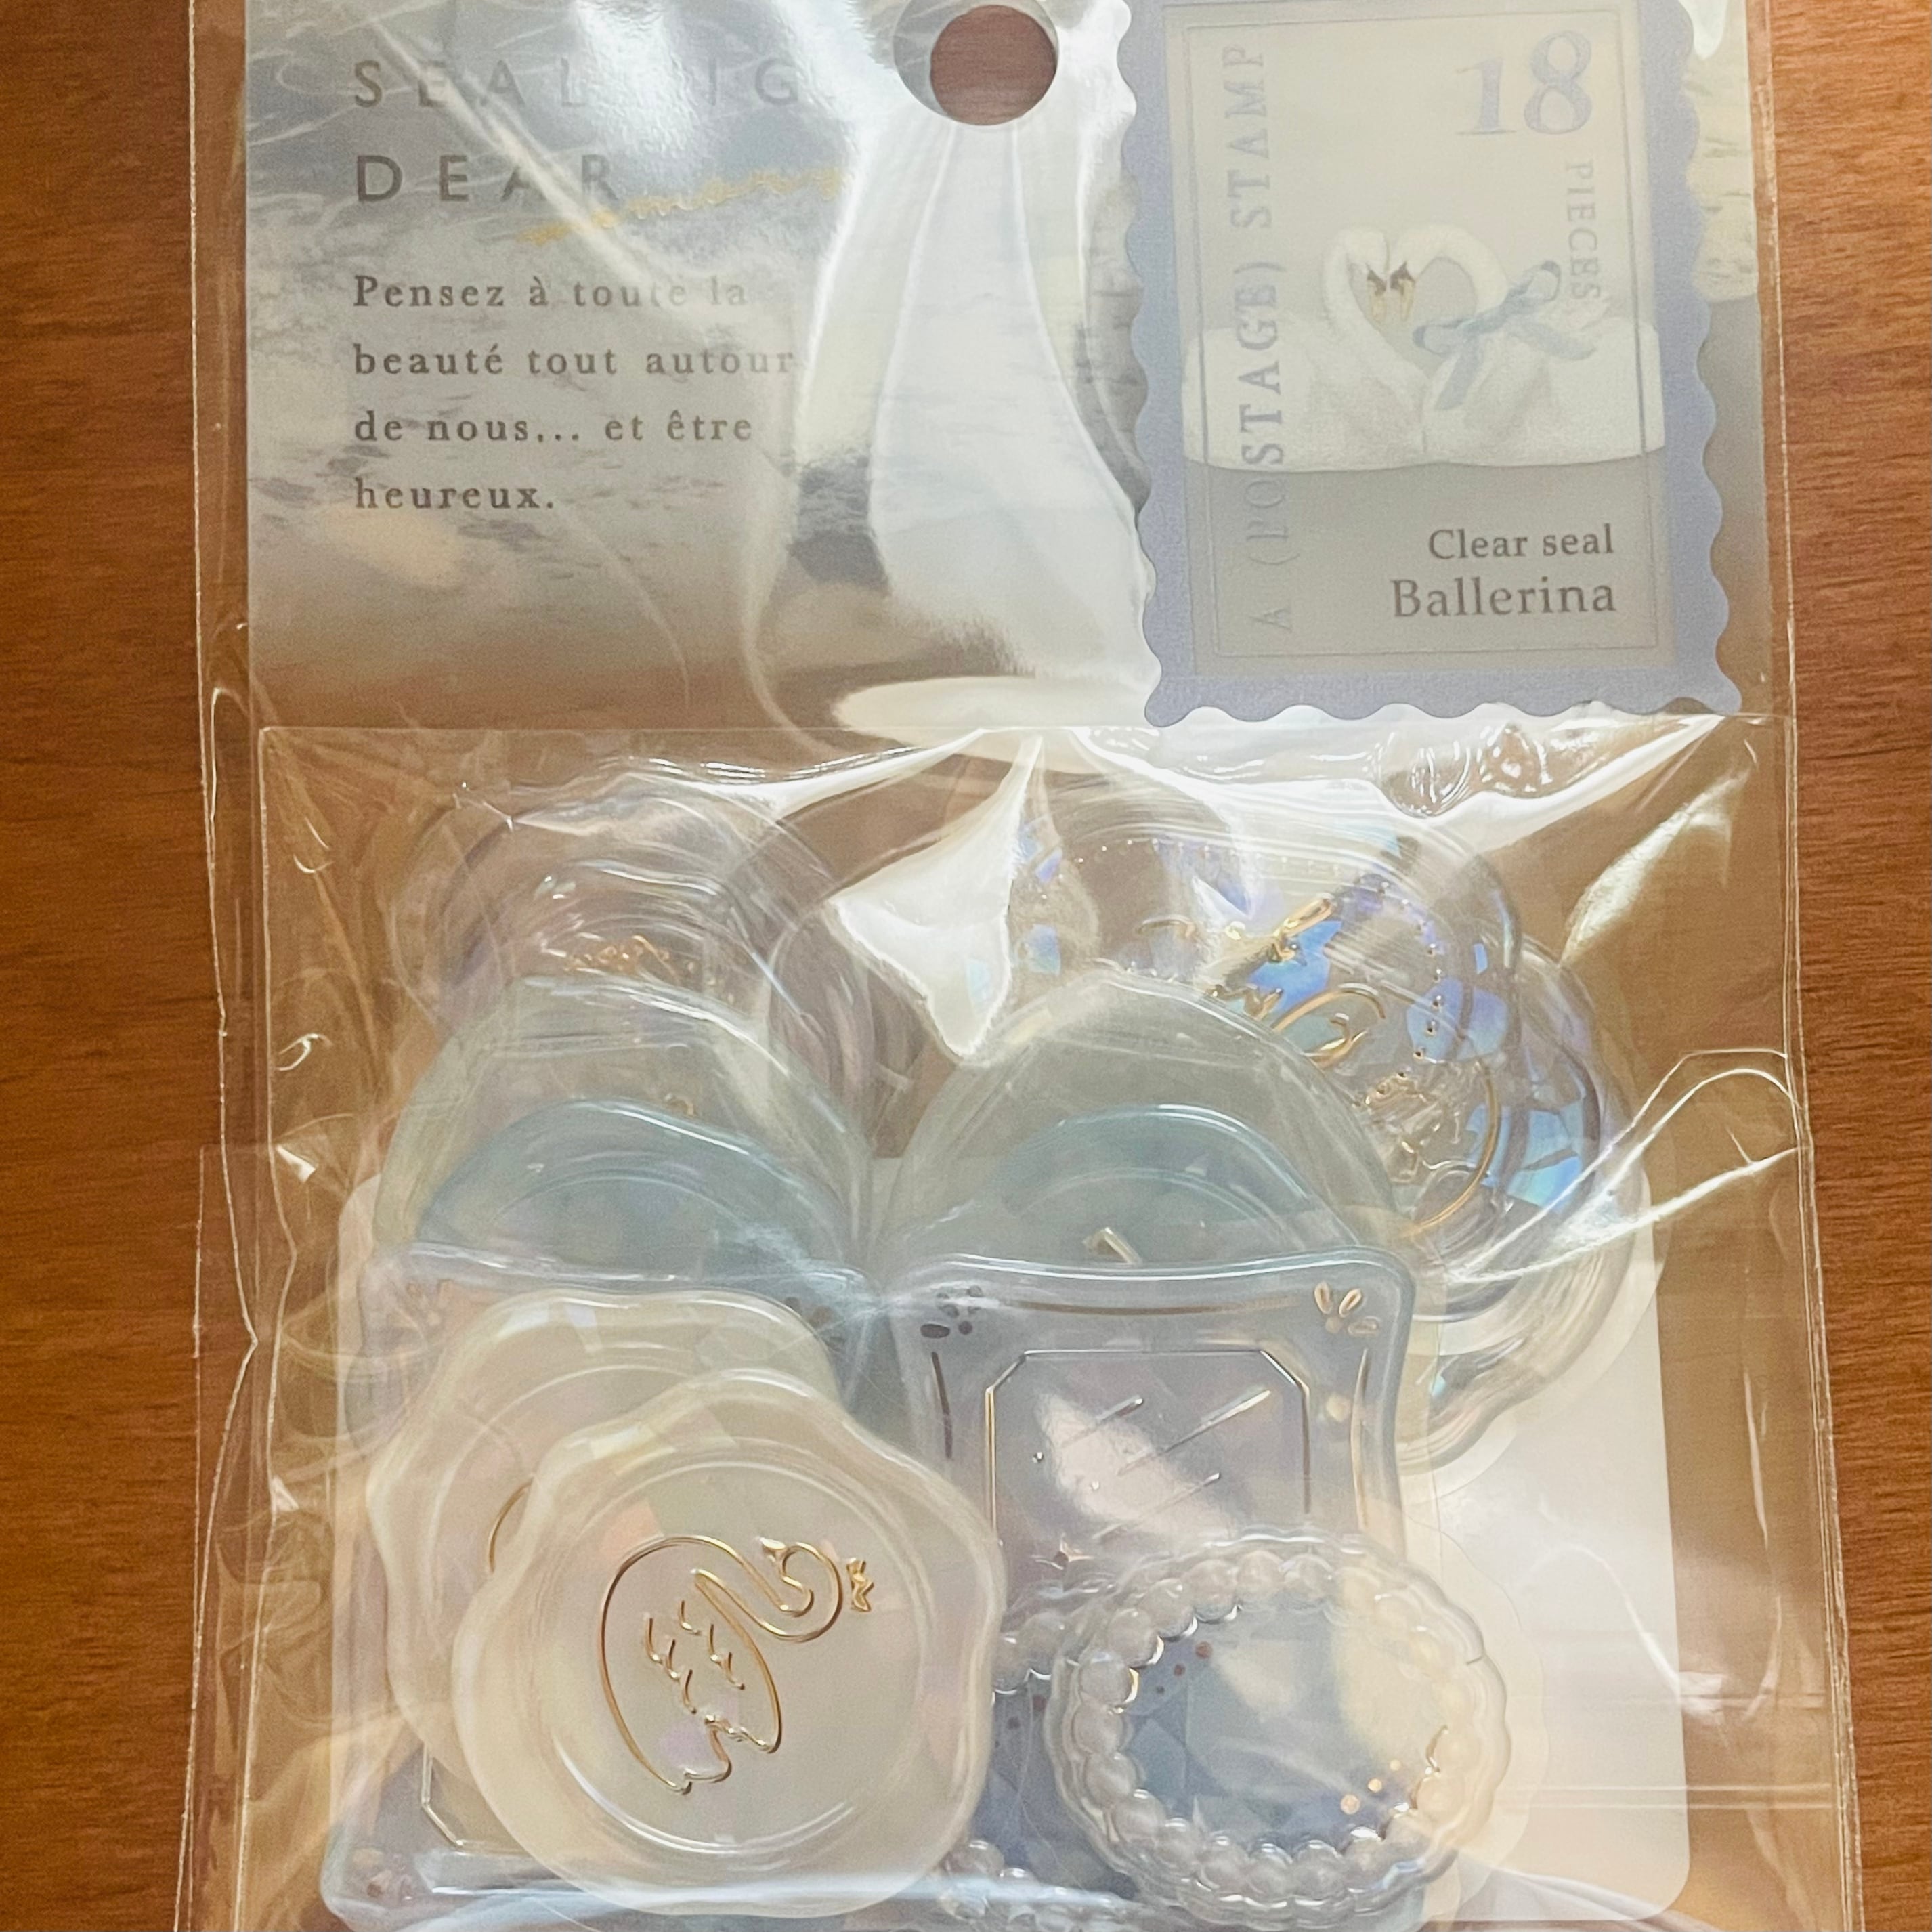 SEAL
DEAR
Pensez à toute la
beauté tout autour
de nous... et être
heureux.
A (POSTAGE) STAMP
18
PIECES
Clear seal
Ballerina